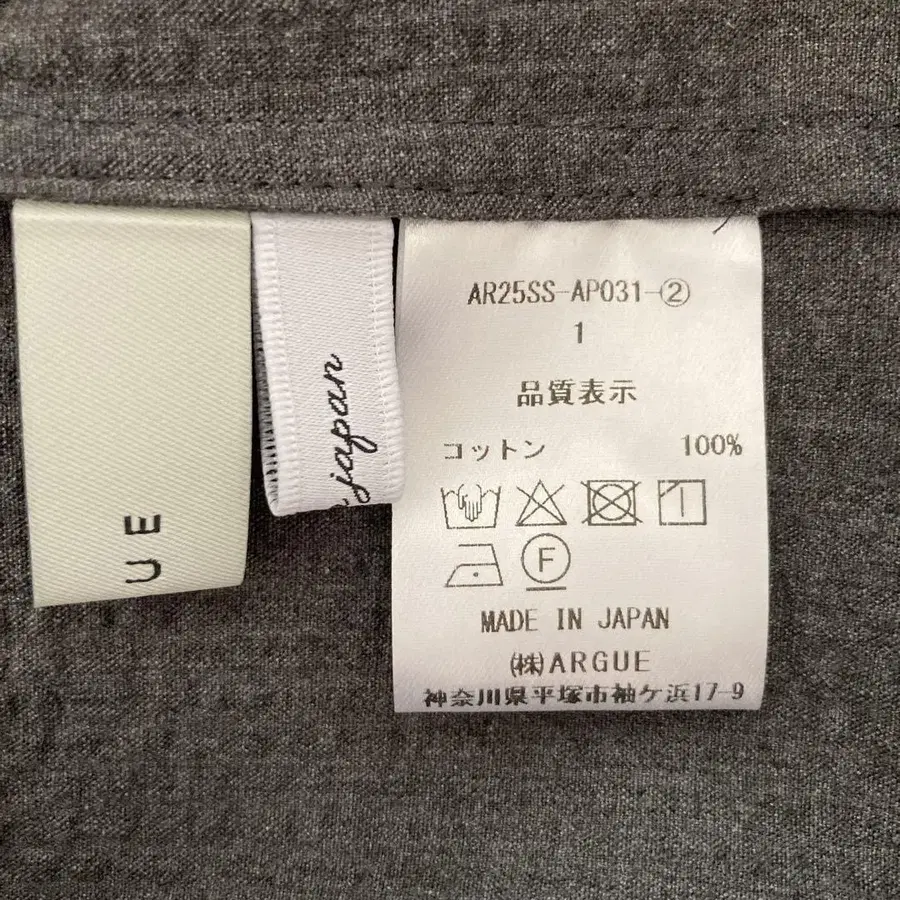 UE
japan
AR25SS-AP031-②
1
品質表示
コットン 100%
F
MADE IN JAPAN
㈱ARGUE
神奈川県平塚市袖ケ浜17-9